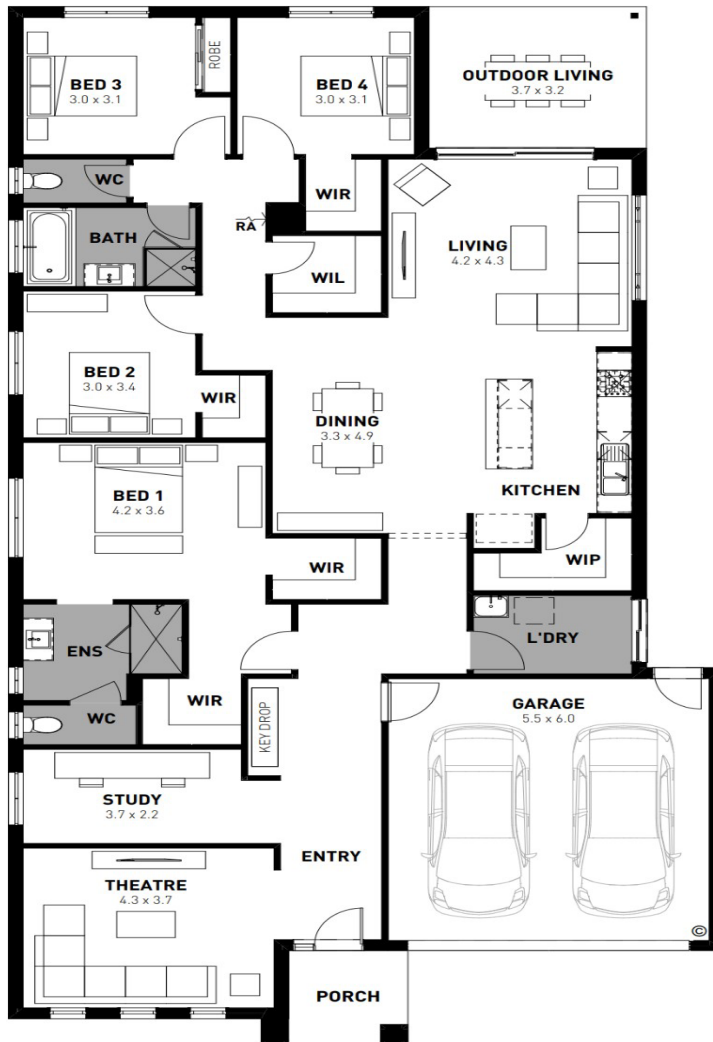 BED 3
3.0 x 3.1
ROBE
BED 4
3.0 x 3.1
OUTDOOR LIVING
3.7 x 3.2
WC
WIR
BATH
RA
LIVING
4.2 x 4.3
WIL
BED 2
3.0 x 3.4
WIR
DINING
3.3 x 4.9
KITCHEN
BED 1
4.2 x 3.6
WIR
WIP
ENS
L'DRY
WIR
WC
KEY DROP
GARAGE
5.5 x 6.0
STUDY
3.7 x 2.2
ENTRY
THEATRE
4.3 x 3.7
©
PORCH